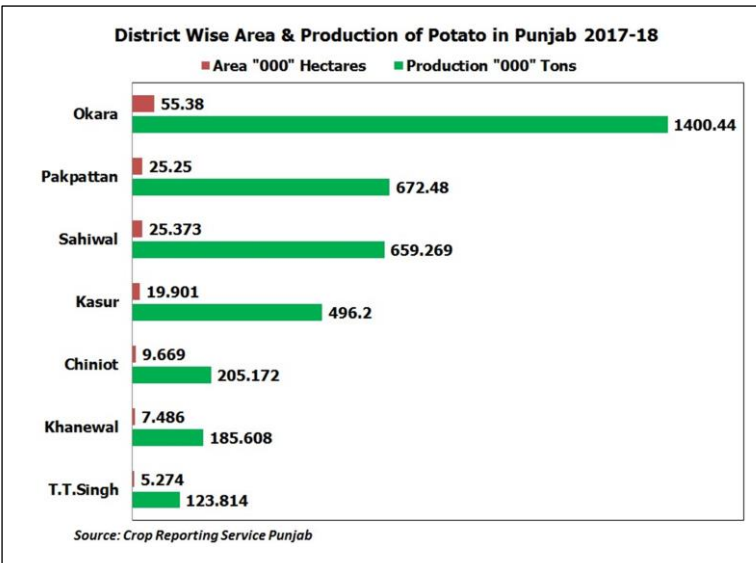 District Wise Area & Production of Potato in Punjab 2017-18
Area "000" Hectares Production "000" Tons
Okara
55.38
1400.44
Pakpattan
25.25
672.48
Sahiwal
25.373
659.269
Kasur
19.901
496.2
Chiniot
9.669
205.172
Khanewal
7.486
185.608
T.T.Singh
5.274
123.814
Source: Crop Reporting Service Punjab